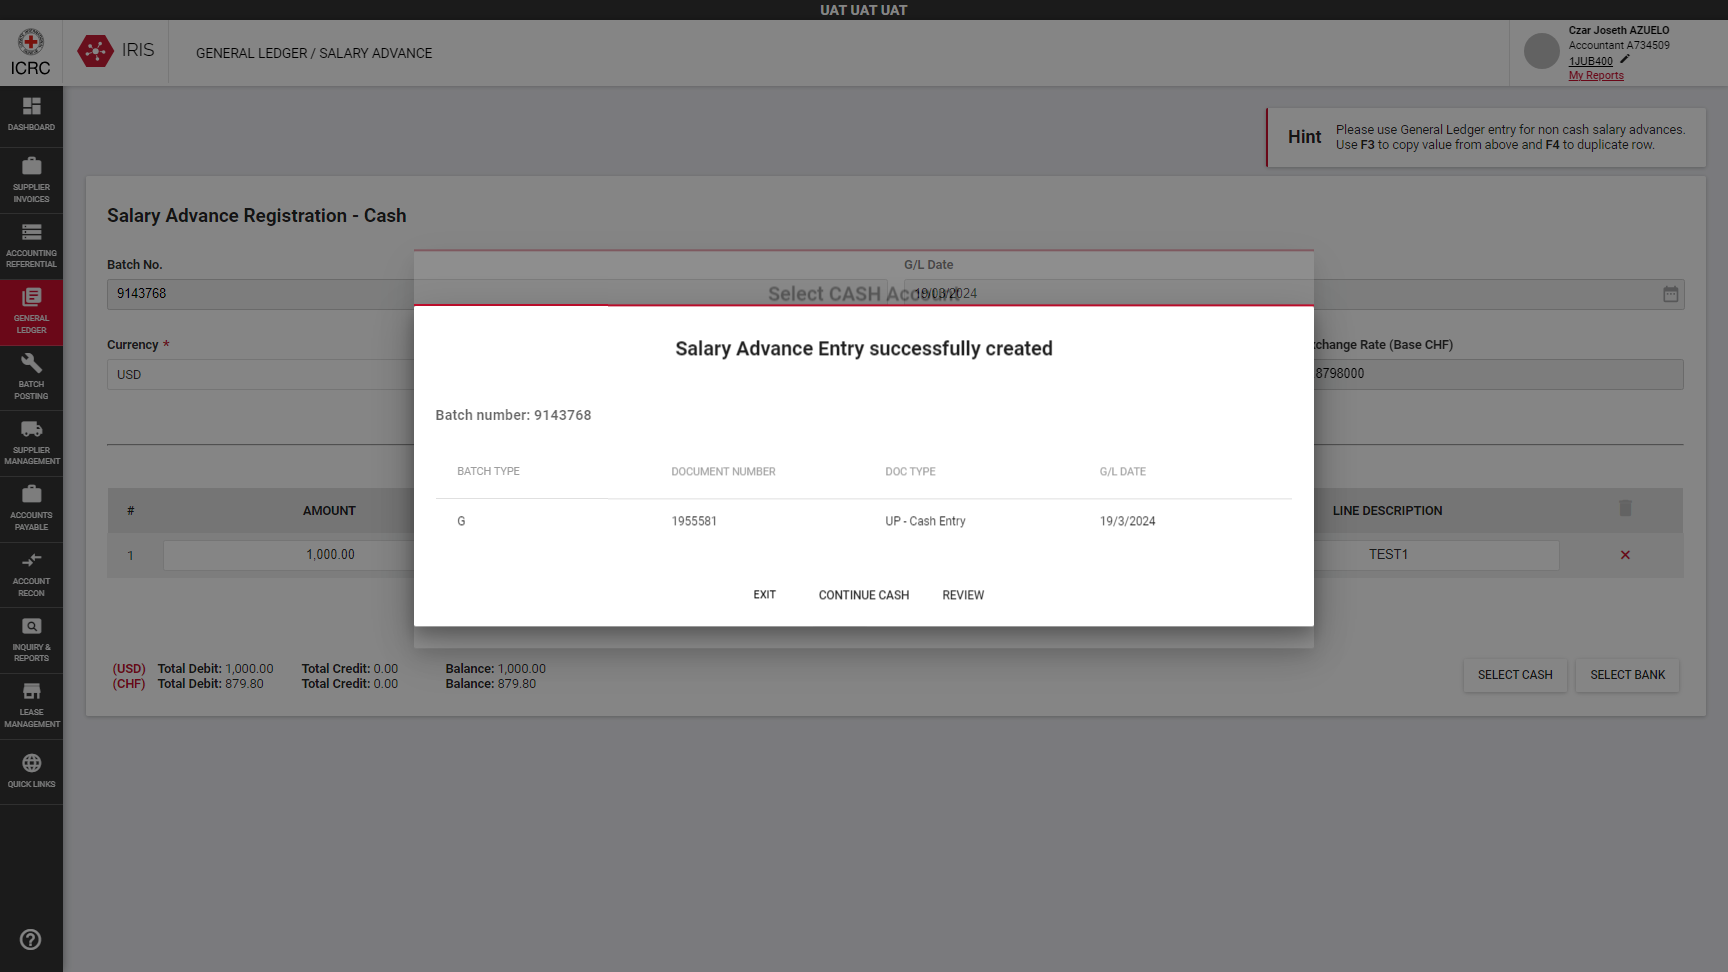 UAT UAT UAT
ICRC
IRIS
GENERAL LEDGER / SALARY ADVANCE
Czar Joseth AZUELO
Accountant A734509
1JUB400
My Reports
DASHBOARD
SUPPLIER
INVOICES
ACCOUNTING
REFERENTIAL
GENERAL
LEDGER
BATCH
POSTING
SUPPLIER
MANAGEMENT
ACCOUNTS
PAYABLE
ACCOUNT
RECON
INQUIRY &
REPORTS
LEASE
MANAGEMENT
QUICK LINKS
Hint
Please use General Ledger entry for non cash salary advances.
Use F3 to copy value from above and F4 to duplicate row.
Salary Advance Registration - Cash
Batch No.
G/L Date
9143768
Select CASH Account
19/03/2024
Currency *
change Rate (Base CHF)
USD
8798000
Salary Advance Entry successfully created
Batch number: 9143768
BATCH TYPE DOCUMENT NUMBER DOC TYPE G/L DATE
G 1955581 UP - Cash Entry 19/3/2024
EXIT CONTINUE CASH REVIEW
# AMOUNT LINE DESCRIPTION
1 1,000.00 TEST1
(USD) Total Debit: 1,000.00 Total Credit: 0.00 Balance: 1,000.00
(CHF) Total Debit: 879.80 Total Credit: 0.00 Balance: 879.80
SELECT CASH SELECT BANK